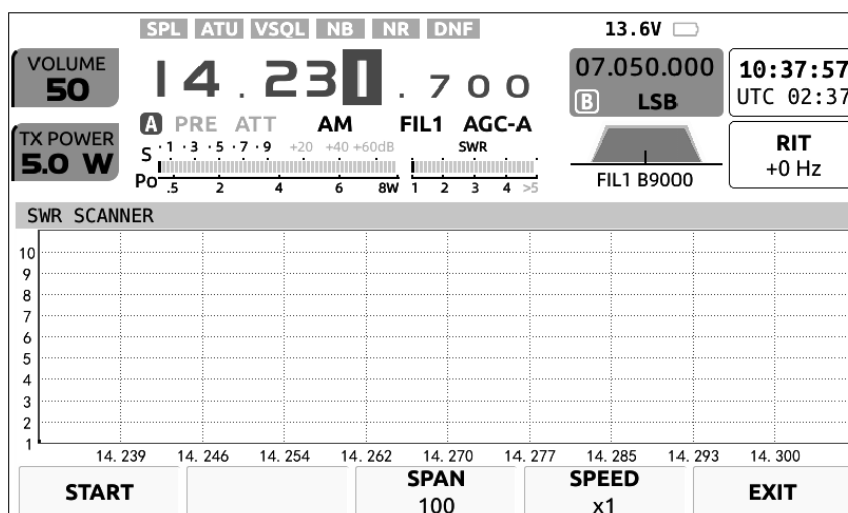 SPL ATU VSQL NB NR DNF 13.6V
VOLUME
50
14.231.700
07.050.000
B LSB
10:37:57
UTC 02:37
A PRE ATT AM FIL1 AGC-A
TX POWER
5.0 W
S ·1 ·3 ·5 ·7 ·9 +20 +40 +60dB SWR
Po .5 2 4 6 8W 1 2 3 4 >5
FIL1 B9000
RIT
+0 Hz
SWR SCANNER
10
9
8
7
6
5
4
3
2
1
14.239 14.246 14.254 14.262 14.270 14.277 14.285 14.293 14.300
START SPAN SPEED EXIT
100 x1